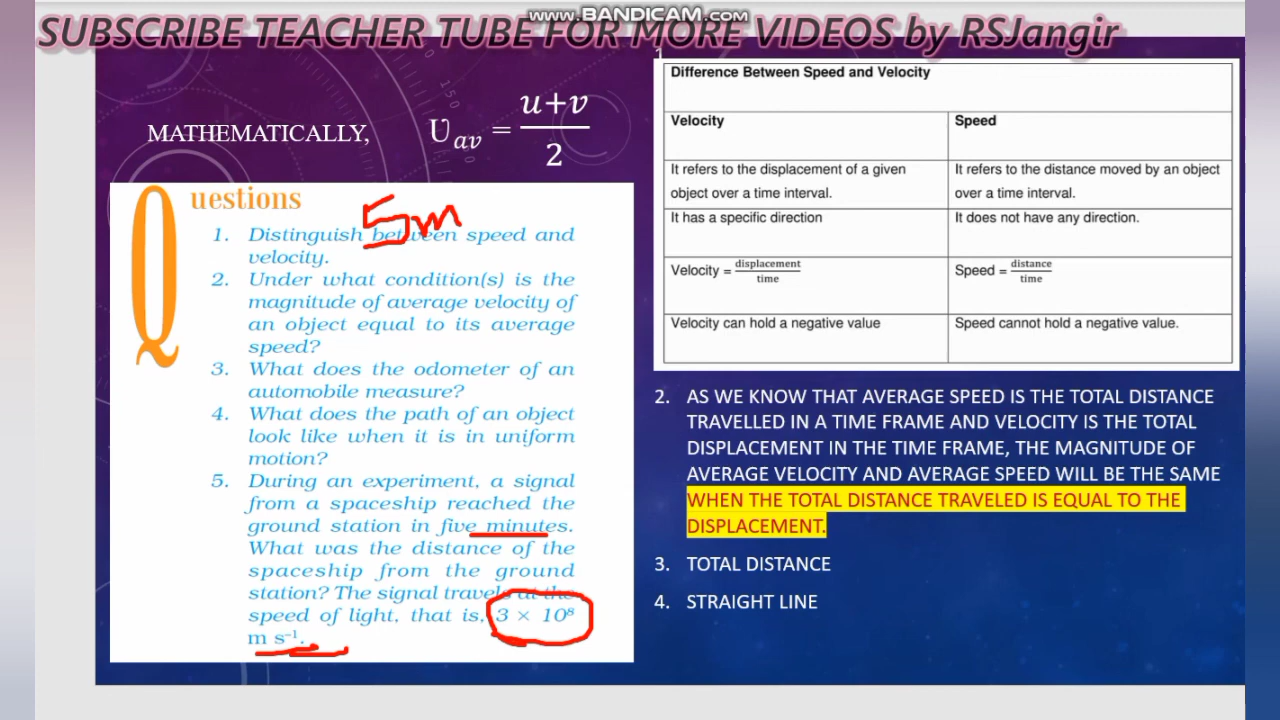 www.BANDICAM.com
SUBSCRIBE TEACHER TUBE FOR MORE VIDEOS by RSJangir
MATHEMATICALLY, Ʋav = u+v / 2
Questions
5m
1. Distinguish between speed and
velocity.
2. Under what condition(s) is the
magnitude of average velocity of
an object equal to its average
speed?
3. What does the odometer of an
automobile measure?
4. What does the path of an object
look like when it is in uniform
motion?
5. During an experiment, a signal
from a spaceship reached the
ground station in five minutes.
What was the distance of the
spaceship from the ground
station? The signal travels at the
speed of light, that is, 3 × 10⁸
m s⁻¹.
1
Difference Between Speed and Velocity
Velocity Speed
It refers to the displacement of a given
object over a time interval.
It refers to the distance moved by an object
over a time interval.
It has a specific direction
It does not have any direction.
Velocity = displacement / time
Speed = distance / time
Velocity can hold a negative value
Speed cannot hold a negative value.
2. AS WE KNOW THAT AVERAGE SPEED IS THE TOTAL DISTANCE
TRAVELLED IN A TIME FRAME AND VELOCITY IS THE TOTAL
DISPLACEMENT IN THE TIME FRAME, THE MAGNITUDE OF
AVERAGE VELOCITY AND AVERAGE SPEED WILL BE THE SAME
WHEN THE TOTAL DISTANCE TRAVELED IS EQUAL TO THE
DISPLACEMENT.
3. TOTAL DISTANCE
4. STRAIGHT LINE